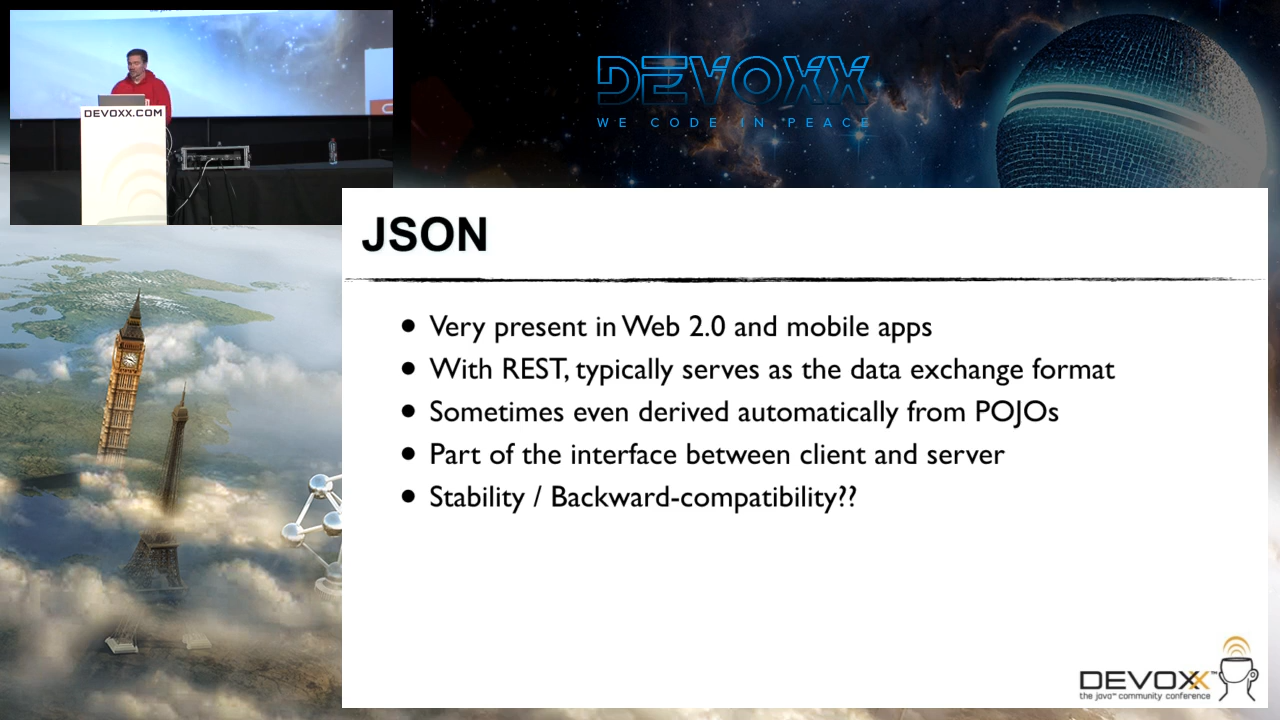 DEVOXX.COM
DEVOXX
WE CODE IN PEACE
JSON
• Very present in Web 2.0 and mobile apps
• With REST, typically serves as the data exchange format
• Sometimes even derived automatically from POJOs
• Part of the interface between client and server
• Stability / Backward-compatibility??
DEVOXX™
the java™ community conference